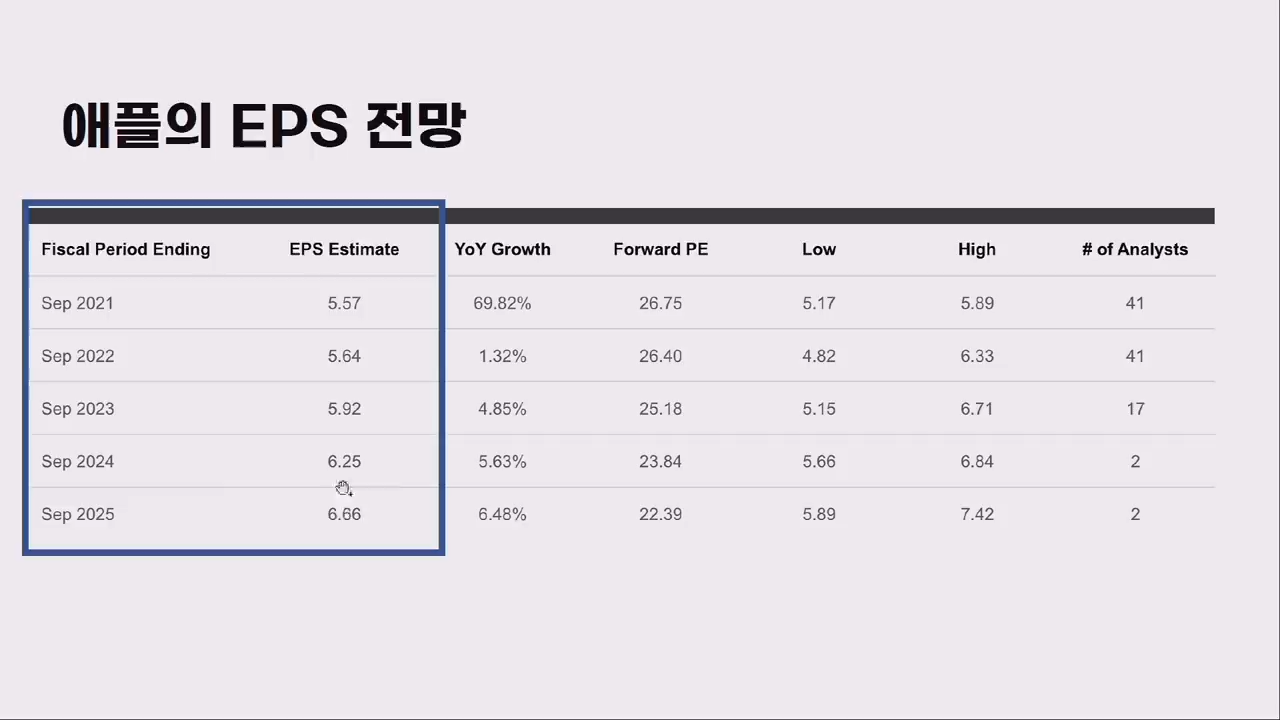 애플의 EPS 전망
Fiscal Period Ending EPS Estimate YoY Growth Forward PE Low High # of Analysts
Sep 2021 5.57 69.82% 26.75 5.17 5.89 41
Sep 2022 5.64 1.32% 26.40 4.82 6.33 41
Sep 2023 5.92 4.85% 25.18 5.15 6.71 17
Sep 2024 6.25 5.63% 23.84 5.66 6.84 2
Sep 2025 6.66 6.48% 22.39 5.89 7.42 2